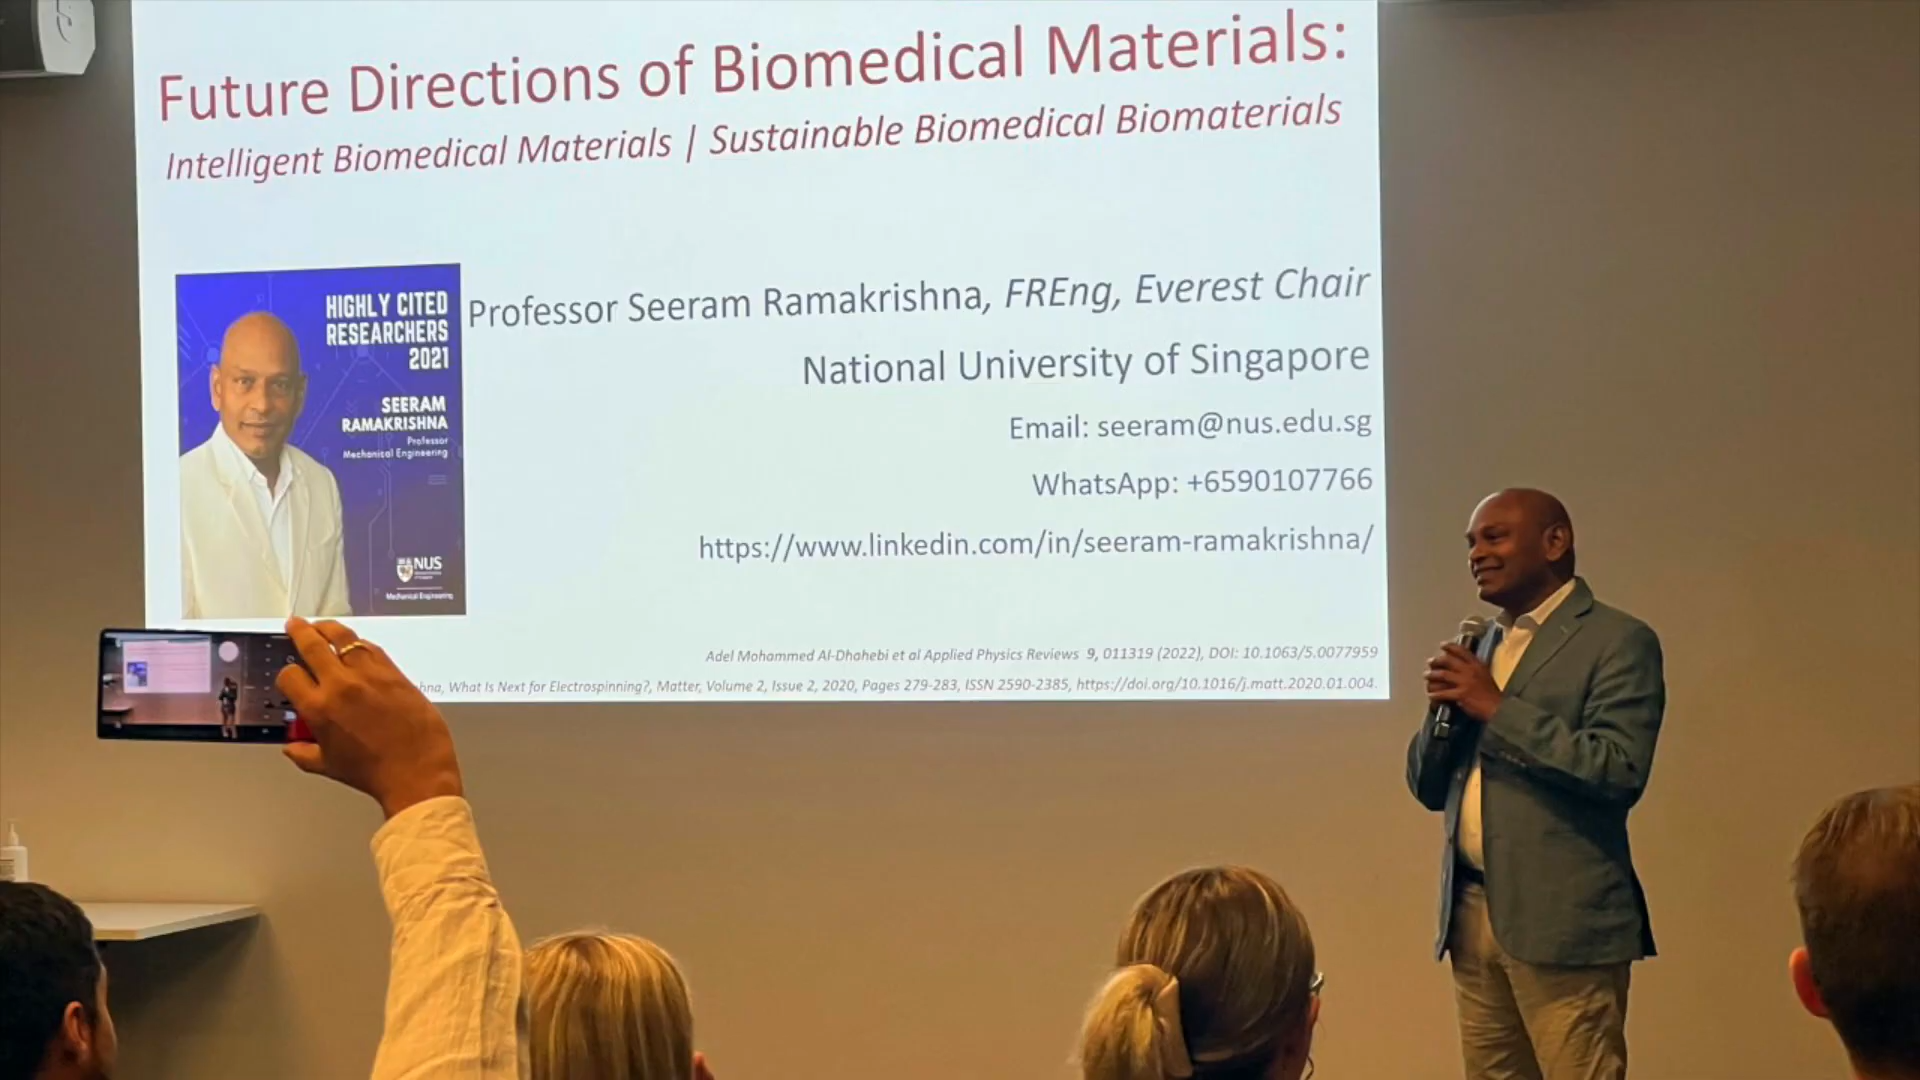 Future Directions of Biomedical Materials:
Intelligent Biomedical Materials | Sustainable Biomedical Biomaterials
HIGHLY CITED
RESEARCHERS
2021
SEERAM
RAMAKRISHNA
Professor
Mechanical Engineering
NUS
Mechanical Engineering
Professor Seeram Ramakrishna, FREng, Everest Chair
National University of Singapore
Email: seeram@nus.edu.sg
WhatsApp: +6590107766
https://www.linkedin.com/in/seeram-ramakrishna/
Adel Mohammed Al-Dhahebi et al Applied Physics Reviews 9, 011319 (2022), DOI: 10.1063/5.0077959
What Is Next for Electrospinning?, Matter, Volume 2, Issue 2, 2020, Pages 279-283, ISSN 2590-2385, https://doi.org/10.1016/j.matt.2020.01.004.